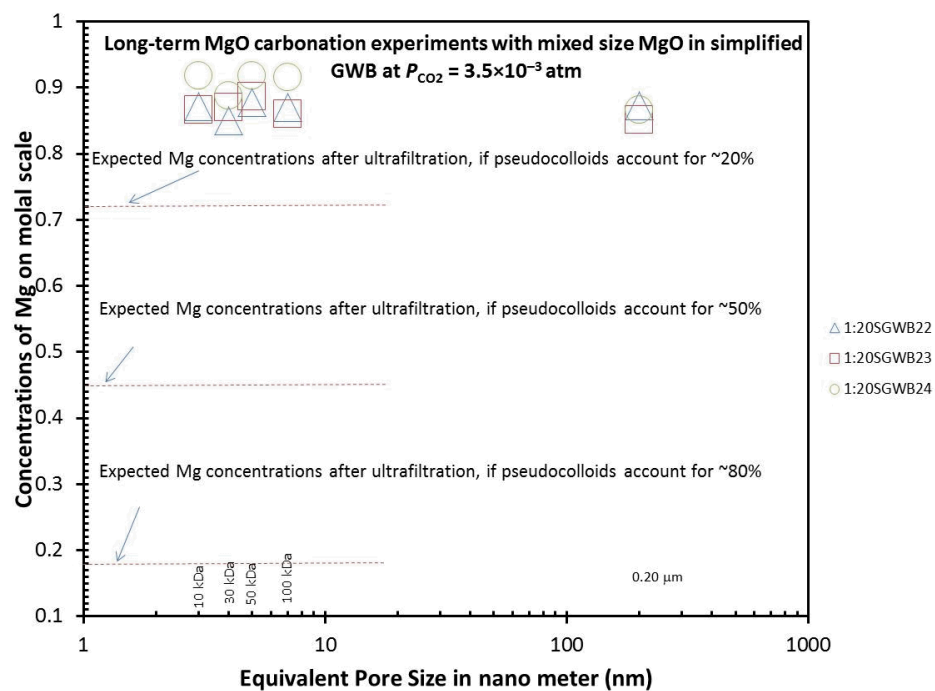 Long-term MgO carbonation experiments with mixed size MgO in simplified
GWB at PCO2 = 3.5×10−3 atm
Concentrations of Mg on molal scale
1
0.9
0.8
0.7
0.6
0.5
0.4
0.3
0.2
0.1
Expected Mg concentrations after ultrafiltration, if pseudocolloids account for ~20%
Expected Mg concentrations after ultrafiltration, if pseudocolloids account for ~50%
Expected Mg concentrations after ultrafiltration, if pseudocolloids account for ~80%
10 kDa
30 kDa
50 kDa
100 kDa
0.20 μm
1
10
100
1000
Equivalent Pore Size in nano meter (nm)
1:20SGWB22
1:20SGWB23
1:20SGWB24